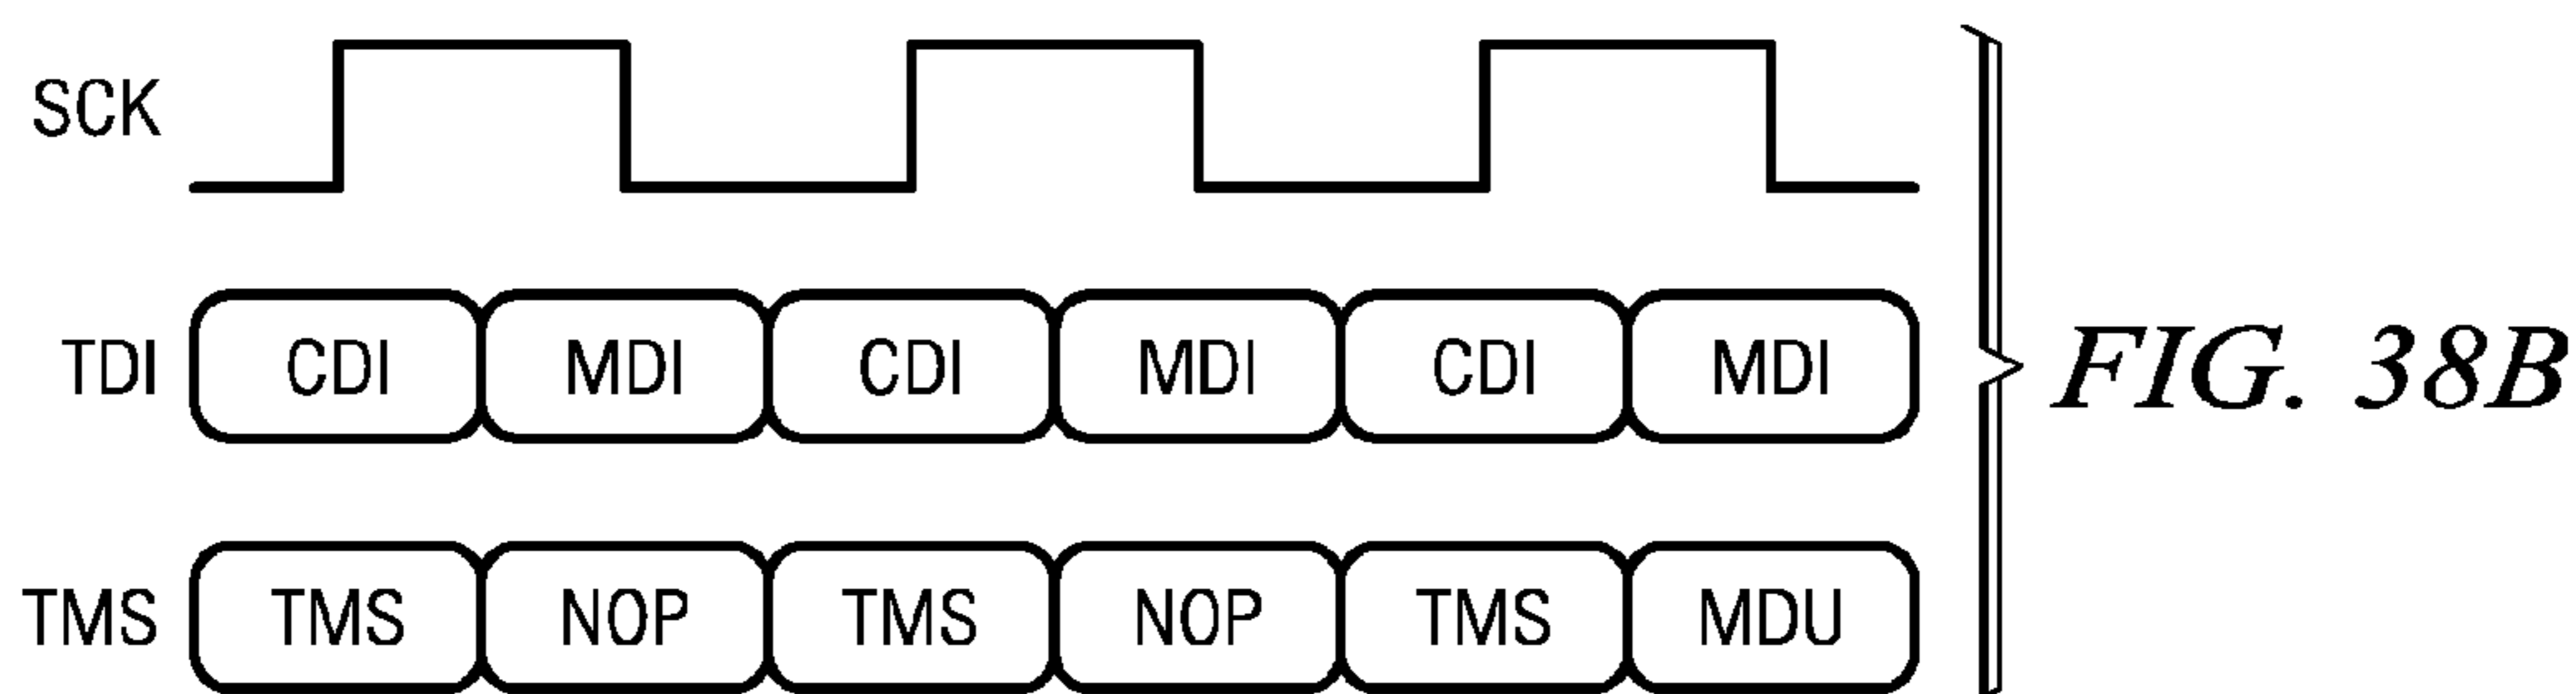 SCK
TDI CDI MDI CDI MDI CDI MDI
FIG. 38B
TMS TMS NOP TMS NOP TMS MDU